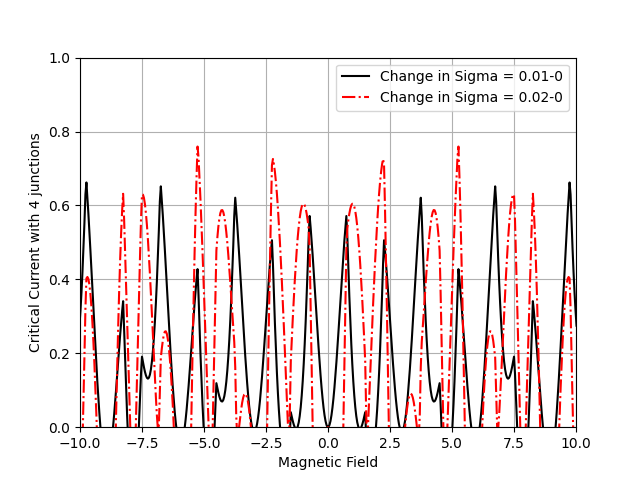 1.0
0.8
0.6
0.4
0.2
0.0
Critical Current with 4 Junctions
Change in Sigma = 0.01-0
Change in Sigma = 0.02-0
−10.0 −7.5 −5.0 −2.5 0.0 2.5 5.0 7.5 10.0
Magnetic Field